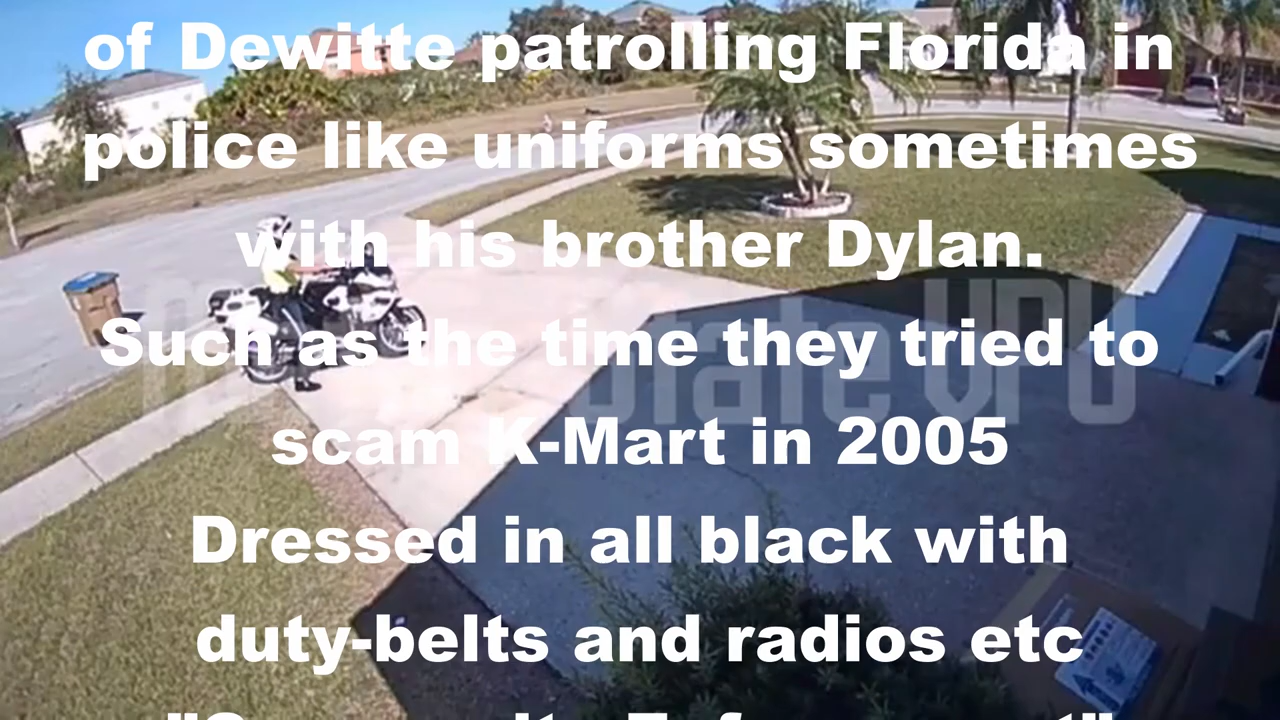 of Dewitte patrolling Florida in
police like uniforms sometimes
with his brother Dylan.
Such as the time they tried to
scam K-Mart in 2005
Dressed in all black with
duty-belts and radios etc